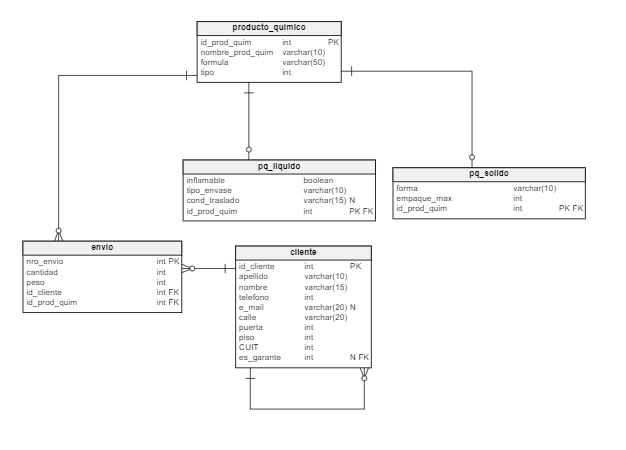 producto_quimico
id_prod_quim int PK
nombre_prod_quim varchar(10)
formula varchar(50)
tipo int
pq_liquido
inflamable boolean
tipo_envase varchar(10)
cond_traslado varchar(15) N
id_prod_quim int PK FK
pq_solido
forma varchar(10)
empaque_max int
id_prod_quim int PK FK
envio
nro_envio int PK
cantidad int
peso int
id_cliente int FK
id_prod_quim int FK
cliente
id_cliente int PK
apellido varchar(10)
nombre varchar(15)
telefono int
e_mail varchar(20) N
calle varchar(20)
puerta int
piso int
CUIT int
es_garante int N FK